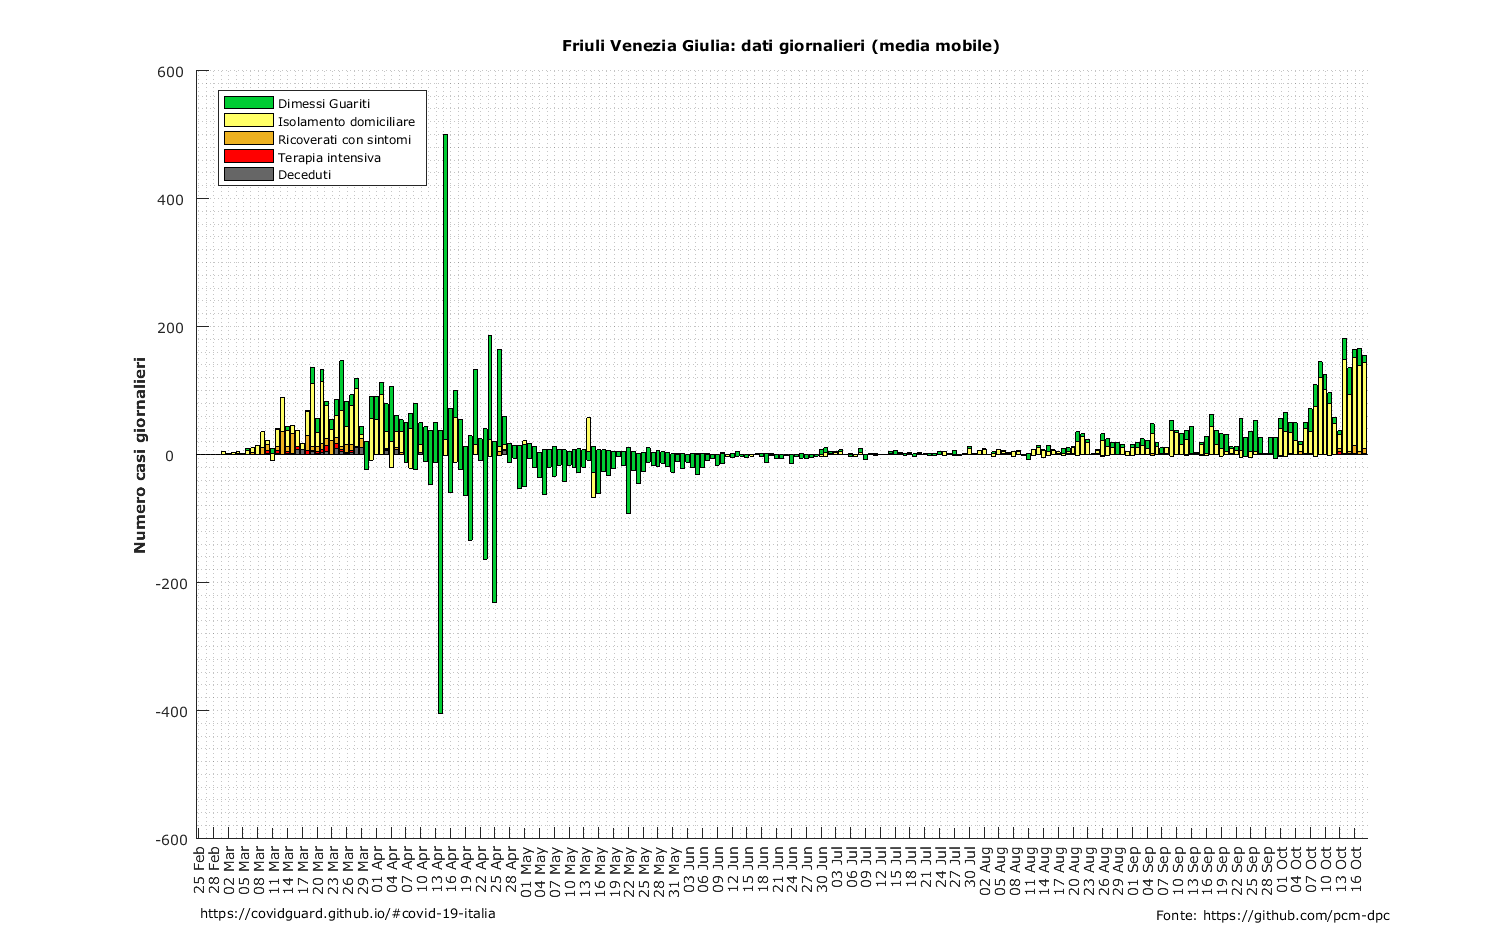 Friuli Venezia Giulia: dati giornalieri (media mobile)
600
400
200
0
-200
-400
-600
Numero casi giornalieri
Dimessi Guariti
Isolamento domiciliare
Ricoverati con sintomi
Terapia intensiva
Deceduti
25 Feb
28 Feb
02 Mar
05 Mar
08 Mar
11 Mar
14 Mar
17 Mar
20 Mar
23 Mar
26 Mar
29 Mar
01 Apr
04 Apr
07 Apr
10 Apr
13 Apr
16 Apr
19 Apr
22 Apr
25 Apr
28 Apr
01 May
04 May
07 May
10 May
13 May
16 May
19 May
22 May
25 May
28 May
31 May
03 Jun
06 Jun
09 Jun
12 Jun
15 Jun
18 Jun
21 Jun
24 Jun
27 Jun
30 Jun
03 Jul
06 Jul
09 Jul
12 Jul
15 Jul
18 Jul
21 Jul
24 Jul
27 Jul
30 Jul
02 Aug
05 Aug
08 Aug
11 Aug
14 Aug
17 Aug
20 Aug
23 Aug
26 Aug
29 Aug
01 Sep
04 Sep
07 Sep
10 Sep
13 Sep
16 Sep
19 Sep
22 Sep
25 Sep
28 Sep
01 Oct
04 Oct
07 Oct
10 Oct
13 Oct
16 Oct
https://covidguard.github.io/#covid-19-italia
Fonte: https://github.com/pcm-dpc